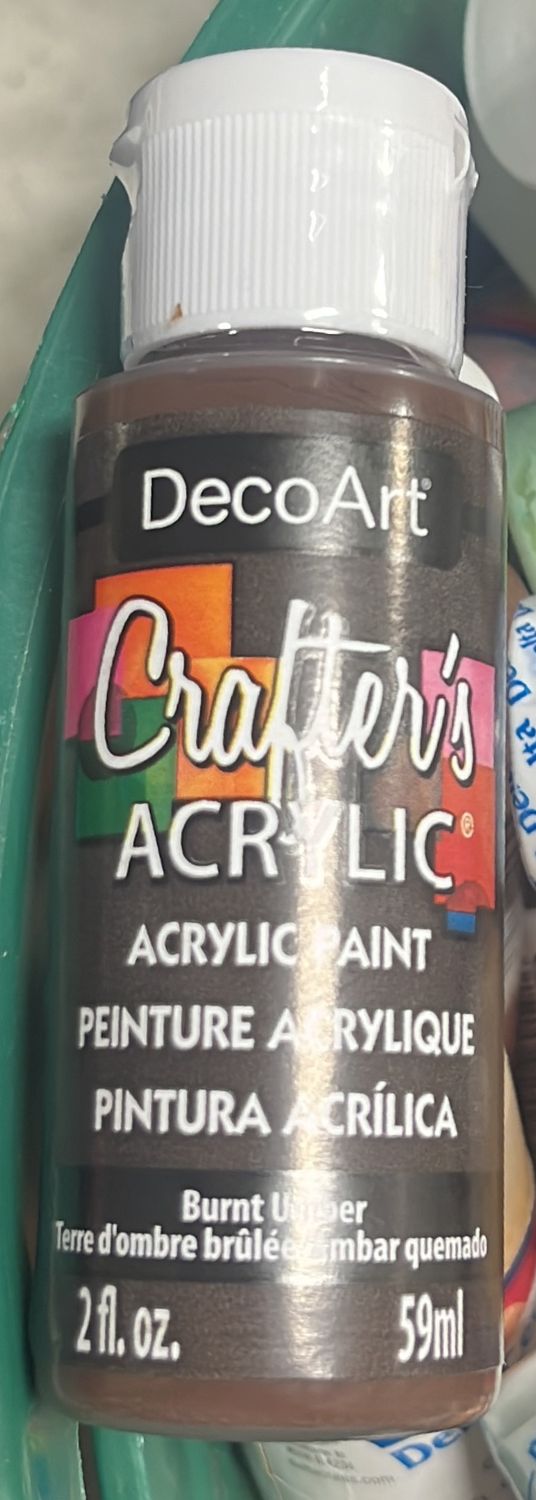 DecoArt®
Crafter's
ACRYLIC®
ACRYLIC PAINT
PEINTURE ACRYLIQUE
PINTURA ACRÍLICA
Burnt Umber
Terre d'ombre brûlée Ámbar quemado
2 fl. oz. 59ml